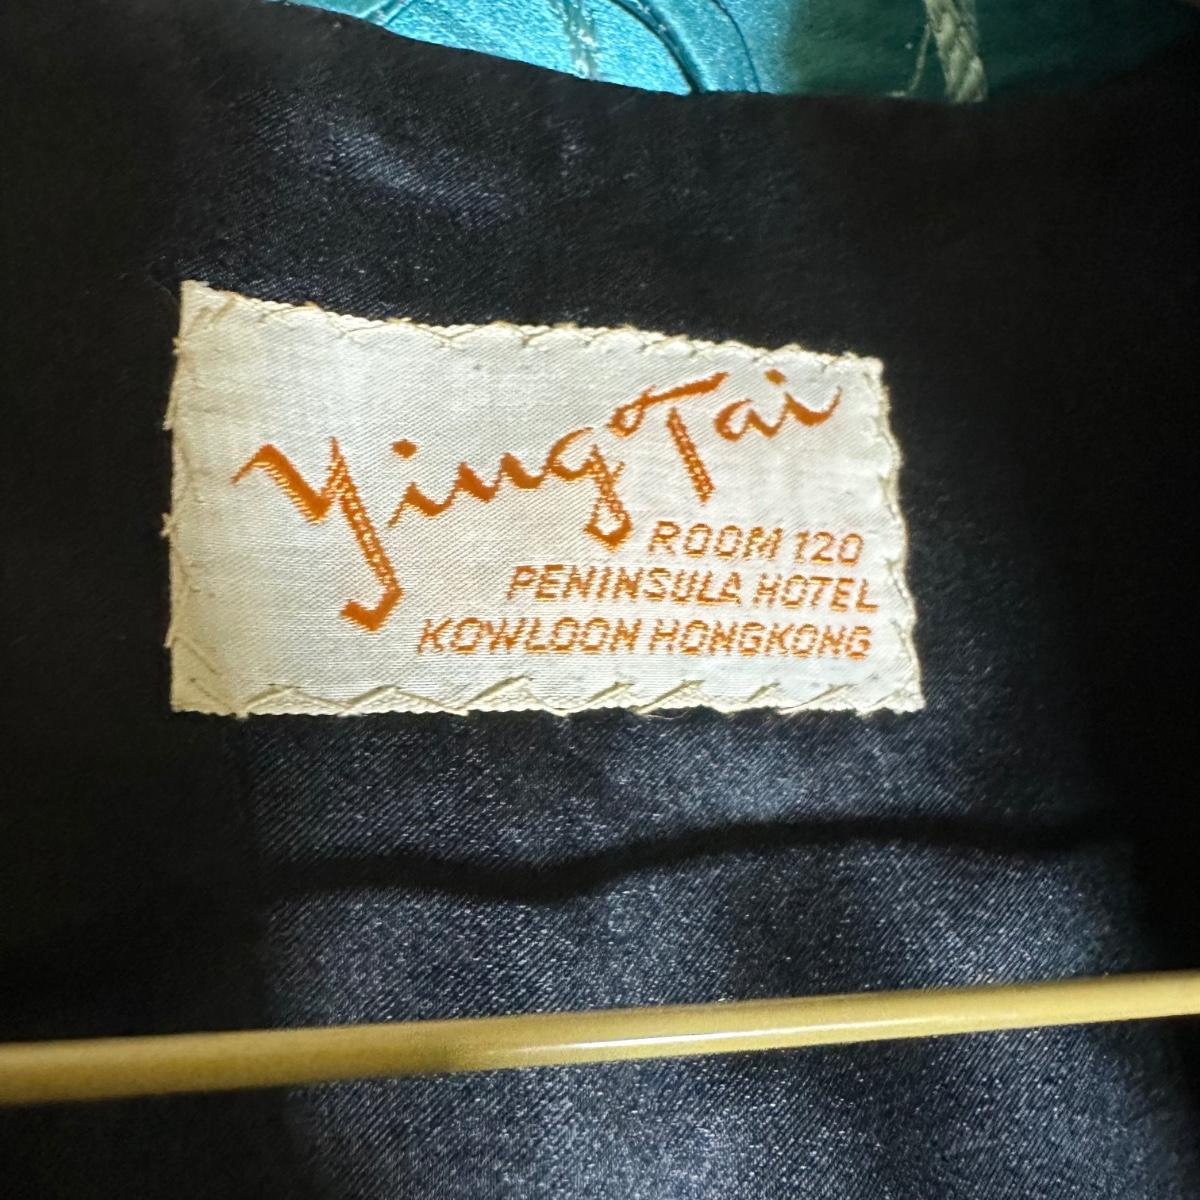 Ying Tai
ROOM 120
PENINSULA HOTEL
KOWLOON HONGKONG